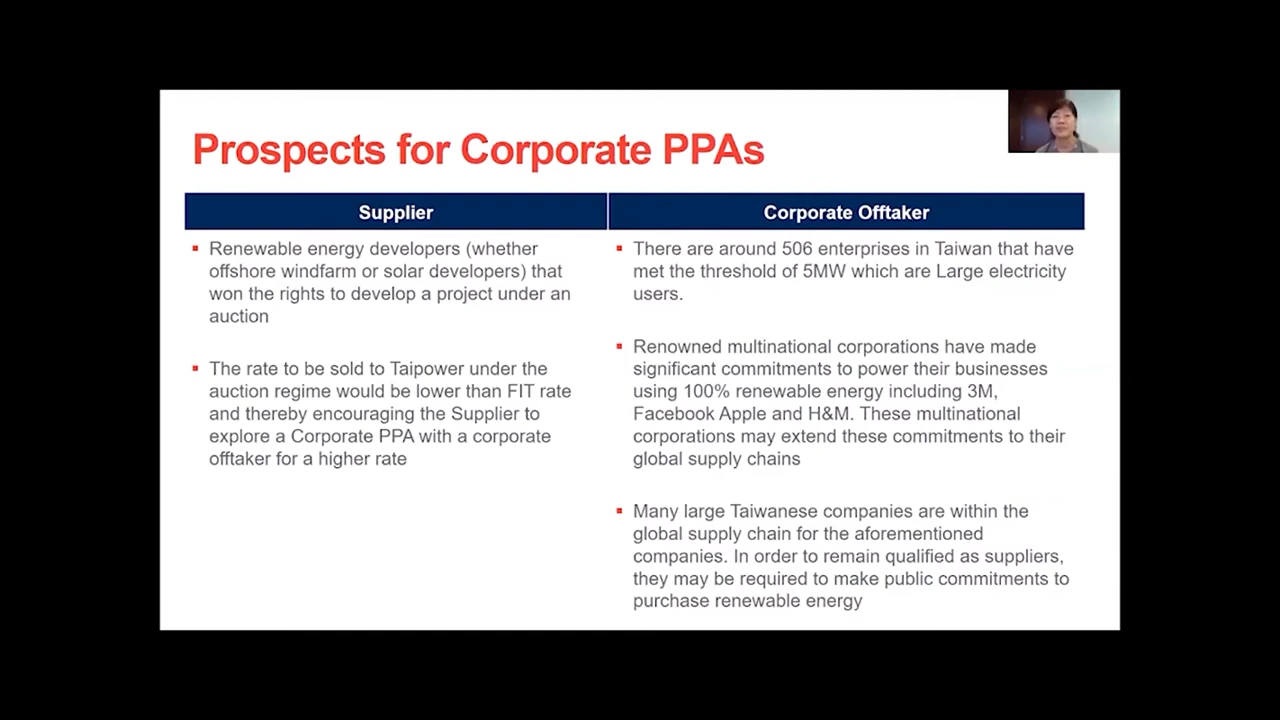 Prospects for Corporate PPAs
Supplier
Corporate Offtaker
Renewable energy developers (whether
offshore windfarm or solar developers) that
won the rights to develop a project under an
auction
The rate to be sold to Taipower under the
auction regime would be lower than FIT rate
and thereby encouraging the Supplier to
explore a Corporate PPA with a corporate
offtaker for a higher rate
There are around 506 enterprises in Taiwan that have
met the threshold of 5MW which are Large electricity
users.
Renowned multinational corporations have made
significant commitments to power their businesses
using 100% renewable energy including 3M,
Facebook Apple and H&M. These multinational
corporations may extend these commitments to their
global supply chains
Many large Taiwanese companies are within the
global supply chain for the aforementioned
companies. In order to remain qualified as suppliers,
they may be required to make public commitments to
purchase renewable energy